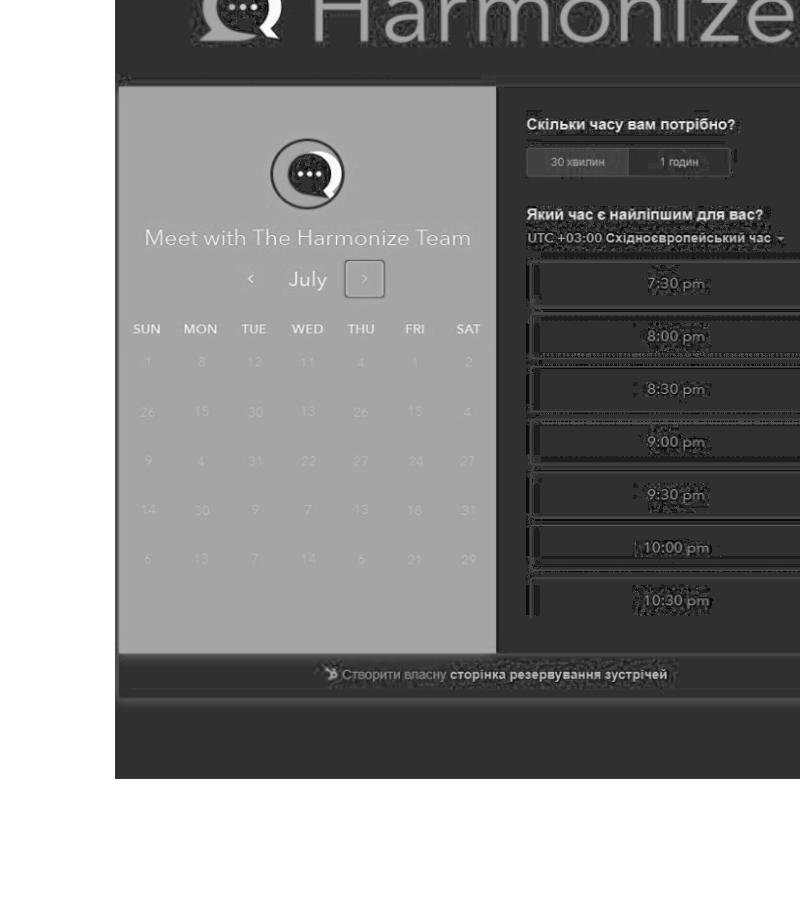 Harmonize
Meet with The Harmonize Team
July
SUN MON TUE WED THU FRI SAT
1 8 12 11 4 1 2
26 15 30 13 26 15 4
9 4 31 22 27 24 27
14 30 9 7 13 16 31
6 13 7 14 6 21 29
Скільки часу вам потрібно?
30 хвилин 1 годин
Який час є найліпшим для вас?
UTC +03:00 Східноєвропейський час
7:30 pm
8:00 pm
8:30 pm
9:00 pm
9:30 pm
10:00 pm
10:30 pm
Створити власну сторінка резервування зустрічей